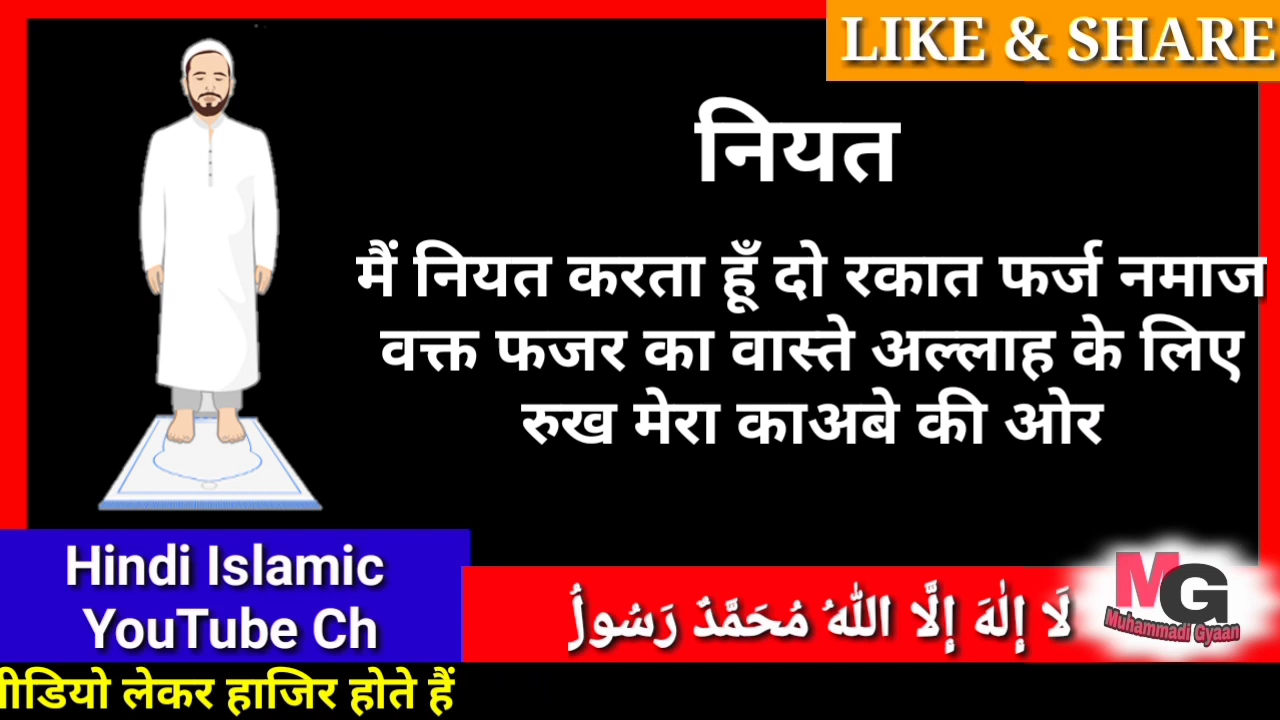 LIKE & SHARE
नियत
मैं नियत करता हूँ दो रकात फर्ज नमाज
वक्त फजर का वास्ते अल्लाह के लिए
रुख मेरा काअबे की ओर
Hindi Islamic
YouTube Ch
لَا إِلٰهَ إِلَّا اللهُ مُحَمَّدٌ رَسُولُ
MG
Muhammadi Gyaan
लेकर हाजिर होते हैं